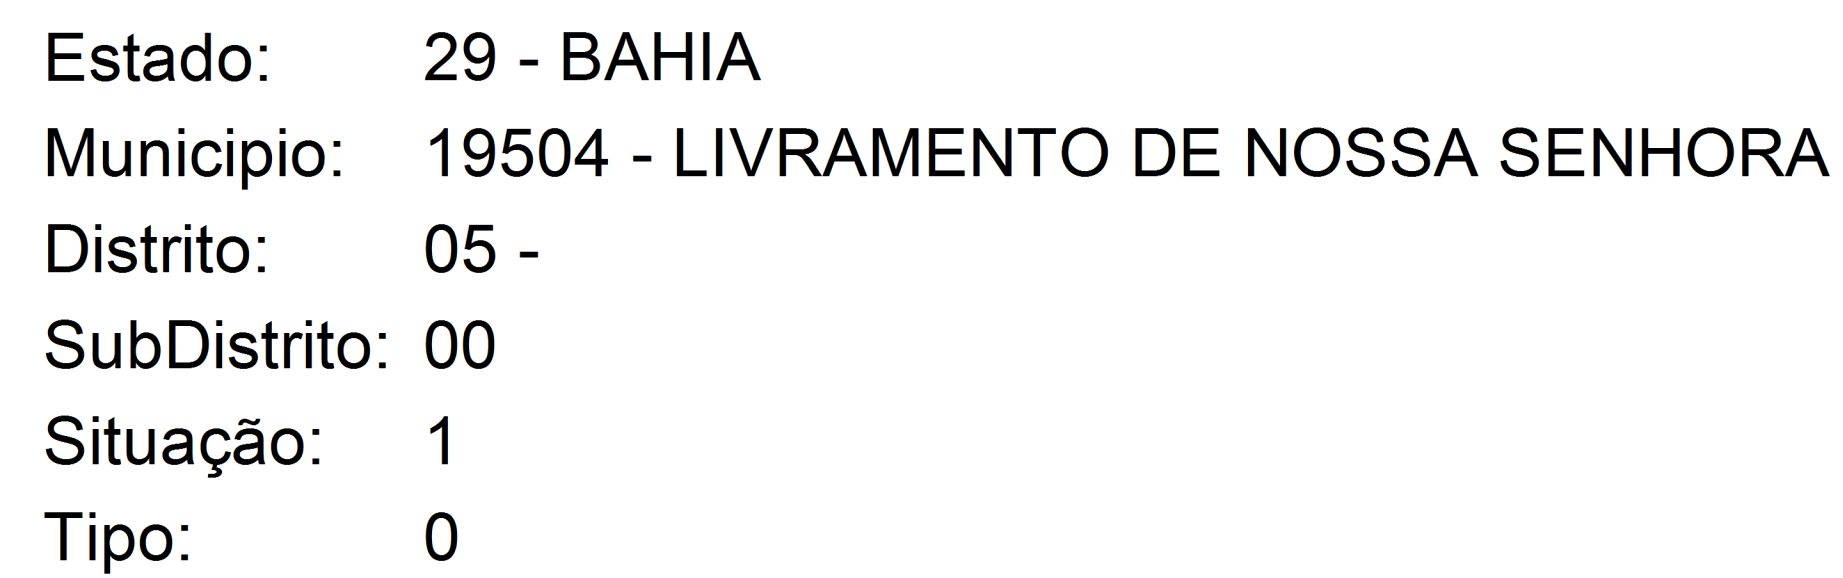 Estado: 29 - BAHIA
Municipio: 19504 - LIVRAMENTO DE NOSSA SENHORA
Distrito: 05 -
SubDistrito: 00
Situação: 1
Tipo: 0